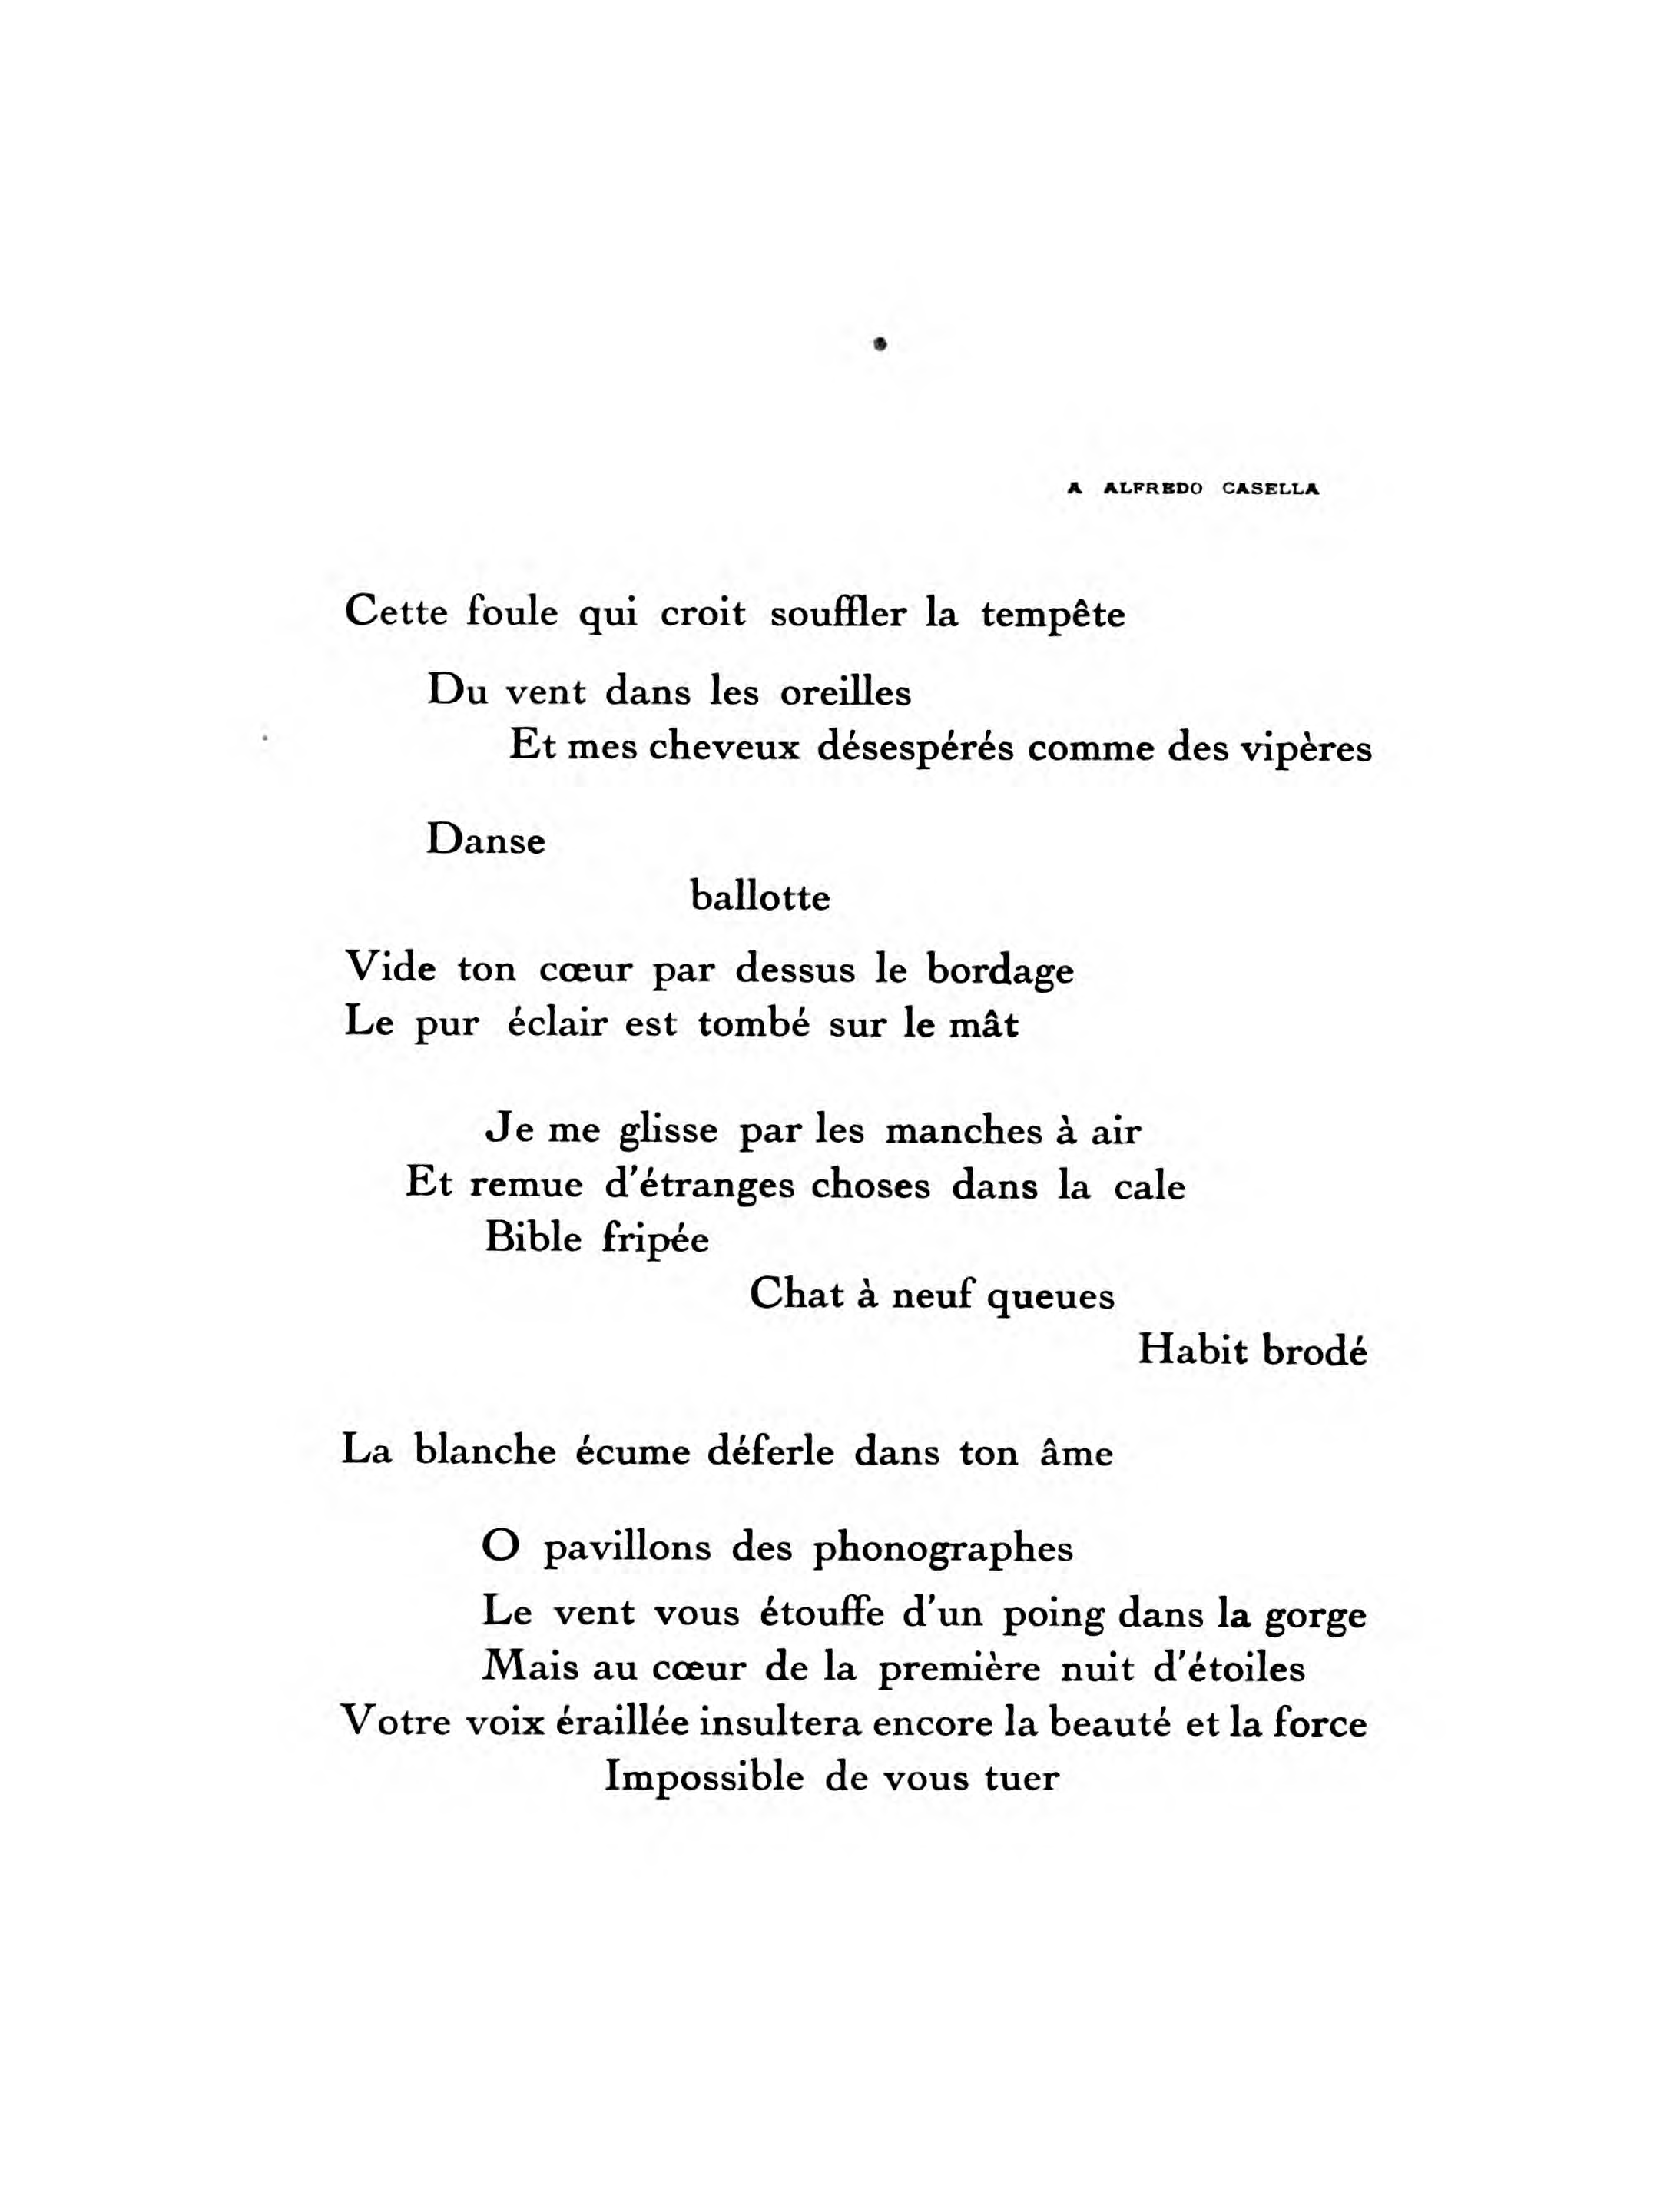 A ALFREDO CASELLA
Cette foule qui croit souffler la tempête
Du vent dans les oreilles
Et mes cheveux désespérés comme des vipères
Danse
ballotte
Vide ton cœur par dessus le bordage
Le pur éclair est tombé sur le mât
Je me glisse par les manches à air
Et remue d'étranges choses dans la cale
Bible fripée
Chat à neuf queues
Habit brodé
La blanche écume déferle dans ton âme
O pavillons des phonographes
Le vent vous étouffe d'un poing dans la gorge
Mais au cœur de la première nuit d'étoiles
Votre voix éraillée insultera encore la beauté et la force
Impossible de vous tuer